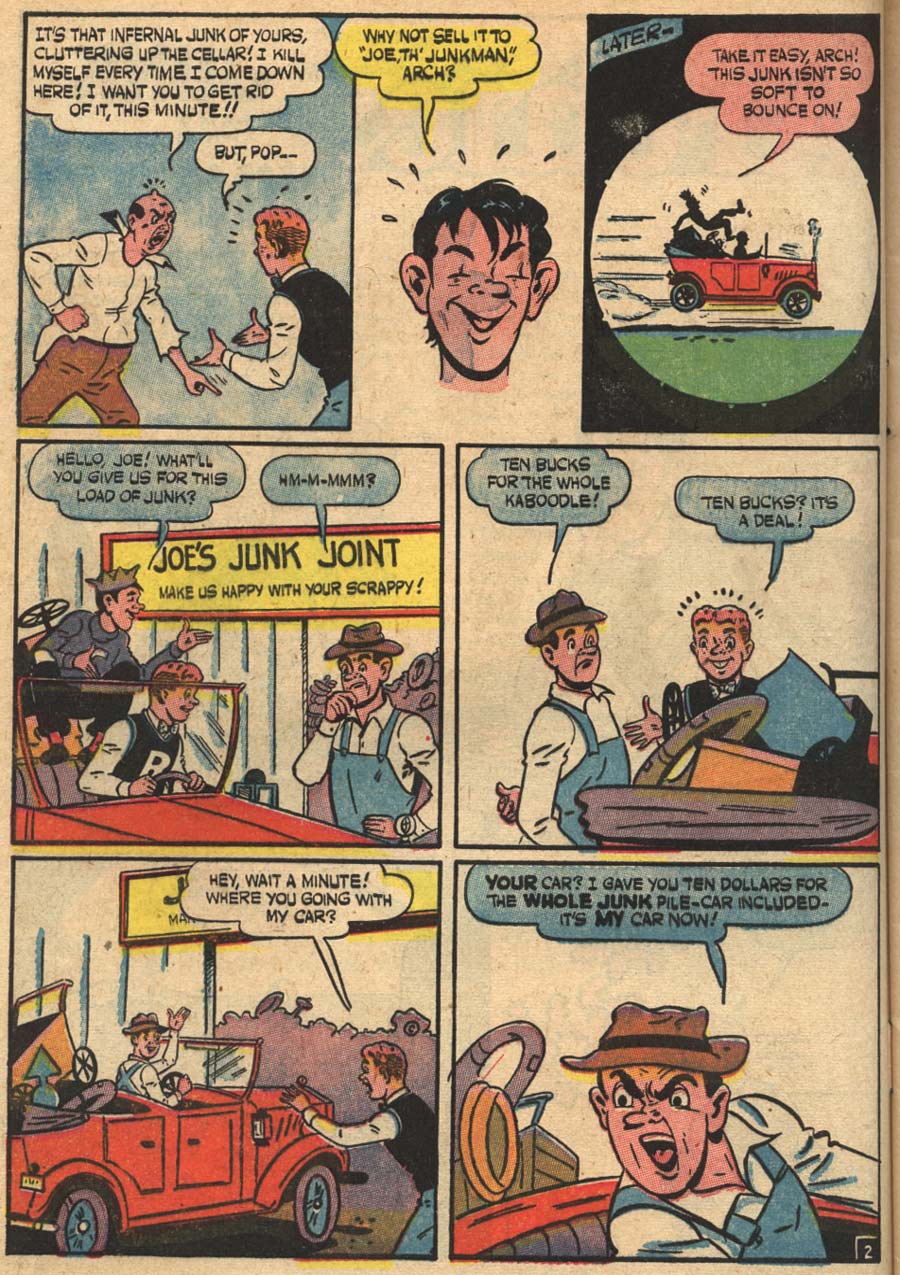 IT'S THAT INFERNAL JUNK OF YOURS,
CLUTTERING UP THE CELLAR! I KILL
MYSELF EVERY TIME I COME DOWN
HERE! I WANT YOU TO GET RID
OF IT, THIS MINUTE!!
BUT, POP--
WHY NOT SELL IT TO
"JOE, TH' JUNKMAN,"
ARCH?
LATER-
TAKE IT EASY, ARCH!
THIS JUNK ISN'T SO
SOFT TO
BOUNCE ON!
HELLO, JOE! WHAT'LL
YOU GIVE US FOR THIS
LOAD OF JUNK?
HM-M-MMM?
JOE'S JUNK JOINT
MAKE US HAPPY WITH YOUR SCRAPPY!
R
TEN BUCKS
FOR THE WHOLE
KABOODLE!
TEN BUCKS? IT'S
A DEAL!
J
MA
HEY, WAIT A MINUTE!
WHERE YOU GOING WITH
MY CAR?
YOUR CAR? I GAVE YOU TEN DOLLARS FOR
THE WHOLE JUNK PILE-CAR INCLUDED-
IT'S MY CAR NOW!
2